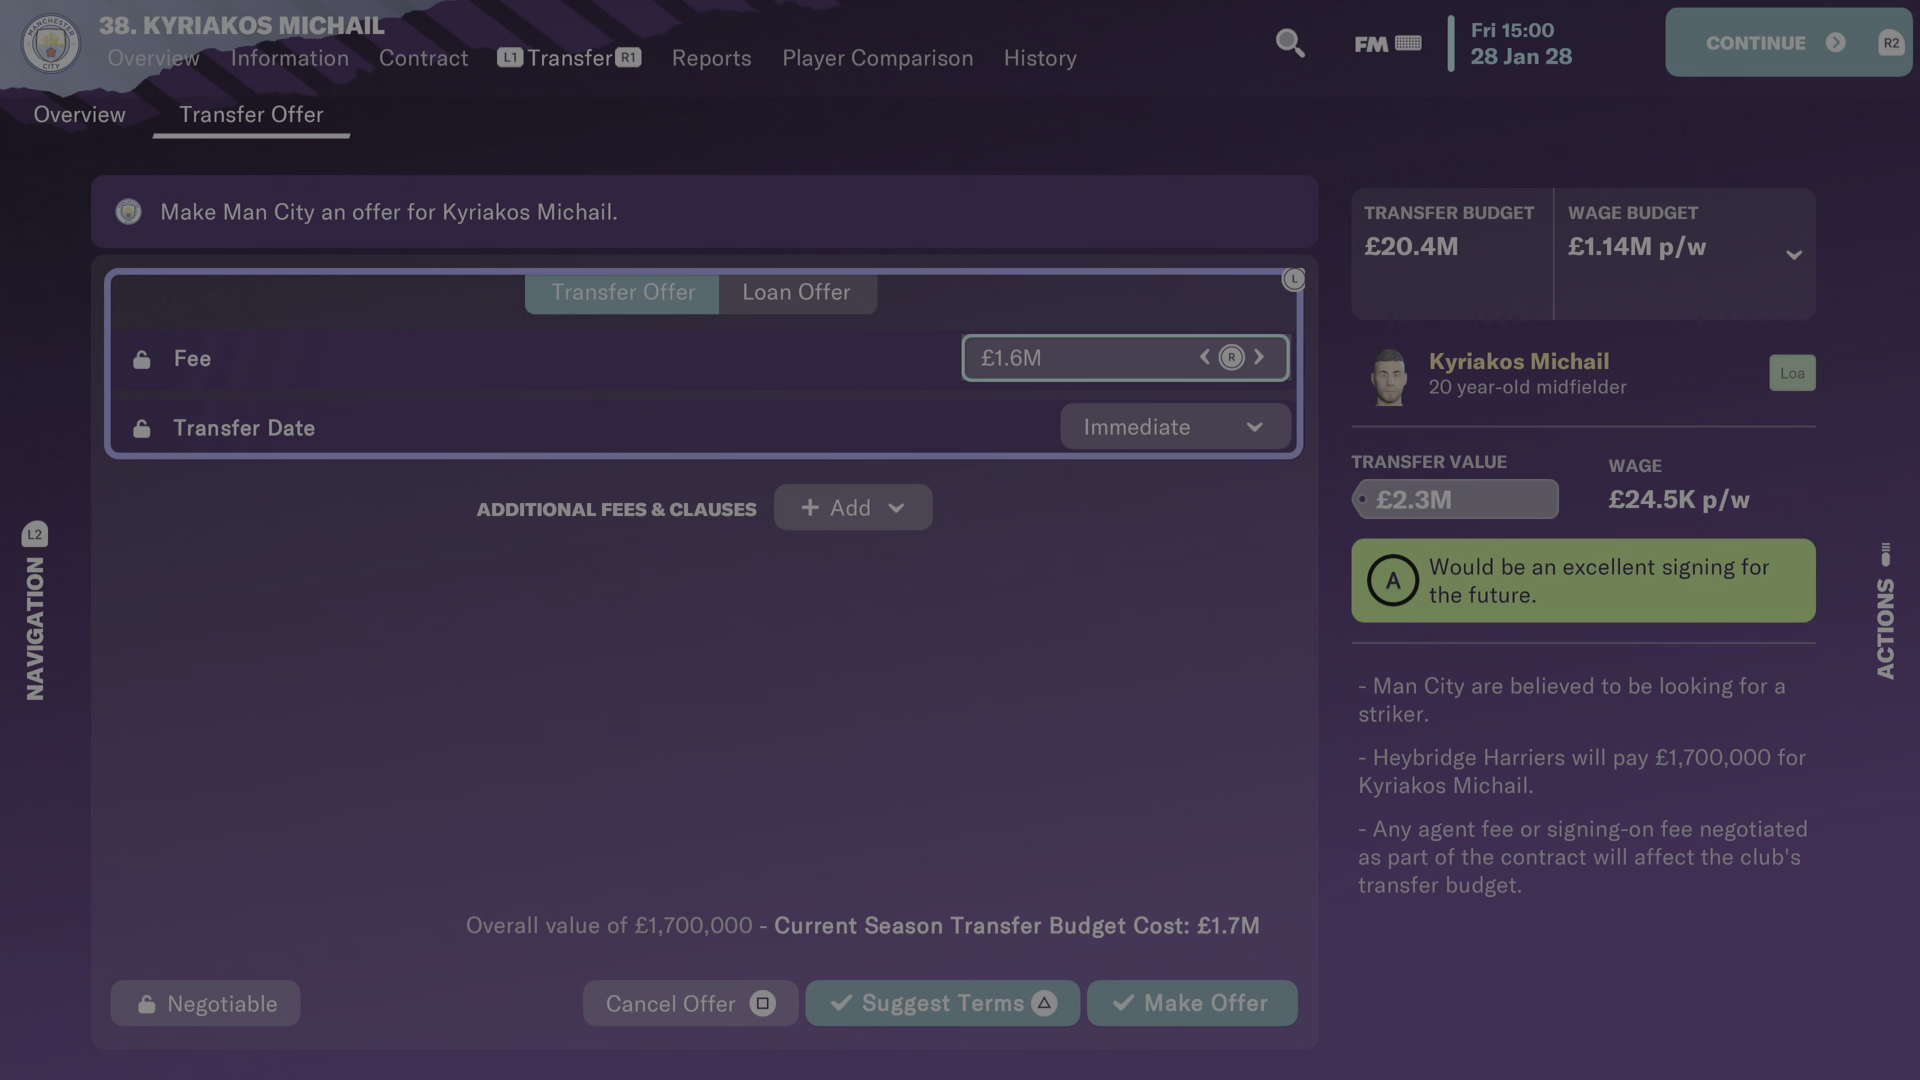 38. KYRIAKOS MICHAIL
Overview Information Contract L1 Transfer R1 Reports Player Comparison History
FM
Fri 15:00
28 Jan 28
CONTINUE R2
Overview Transfer Offer
Make Man City an offer for Kyriakos Michail.
Transfer Offer Loan Offer
L
Fee £1.6M R
Transfer Date Immediate
ADDITIONAL FEES & CLAUSES + Add
Overall value of £1,700,000 - Current Season Transfer Budget Cost: £1.7M
Negotiable Cancel Offer Suggest Terms Make Offer
TRANSFER BUDGET
£20.4M
WAGE BUDGET
£1.14M p/w
Kyriakos Michail
20 year-old midfielder
Loa
TRANSFER VALUE
£2.3M
WAGE
£24.5K p/w
A
Would be an excellent signing for
the future.
- Man City are believed to be looking for a
striker.
- Heybridge Harriers will pay £1,700,000 for
Kyriakos Michail.
- Any agent fee or signing-on fee negotiated
as part of the contract will affect the club's
transfer budget.
L2
NAVIGATION
ACTIONS
MANCHESTER
CITY